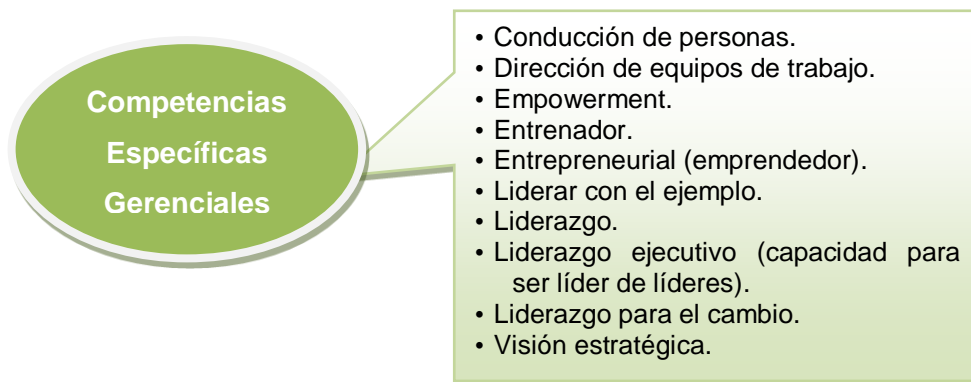 Competencias
Específicas
Gerenciales
• Conducción de personas.
• Dirección de equipos de trabajo.
• Empowerment.
• Entrenador.
• Entrepreneurial (emprendedor).
• Liderar con el ejemplo.
• Liderazgo.
• Liderazgo ejecutivo (capacidad para
ser líder de líderes).
• Liderazgo para el cambio.
• Visión estratégica.